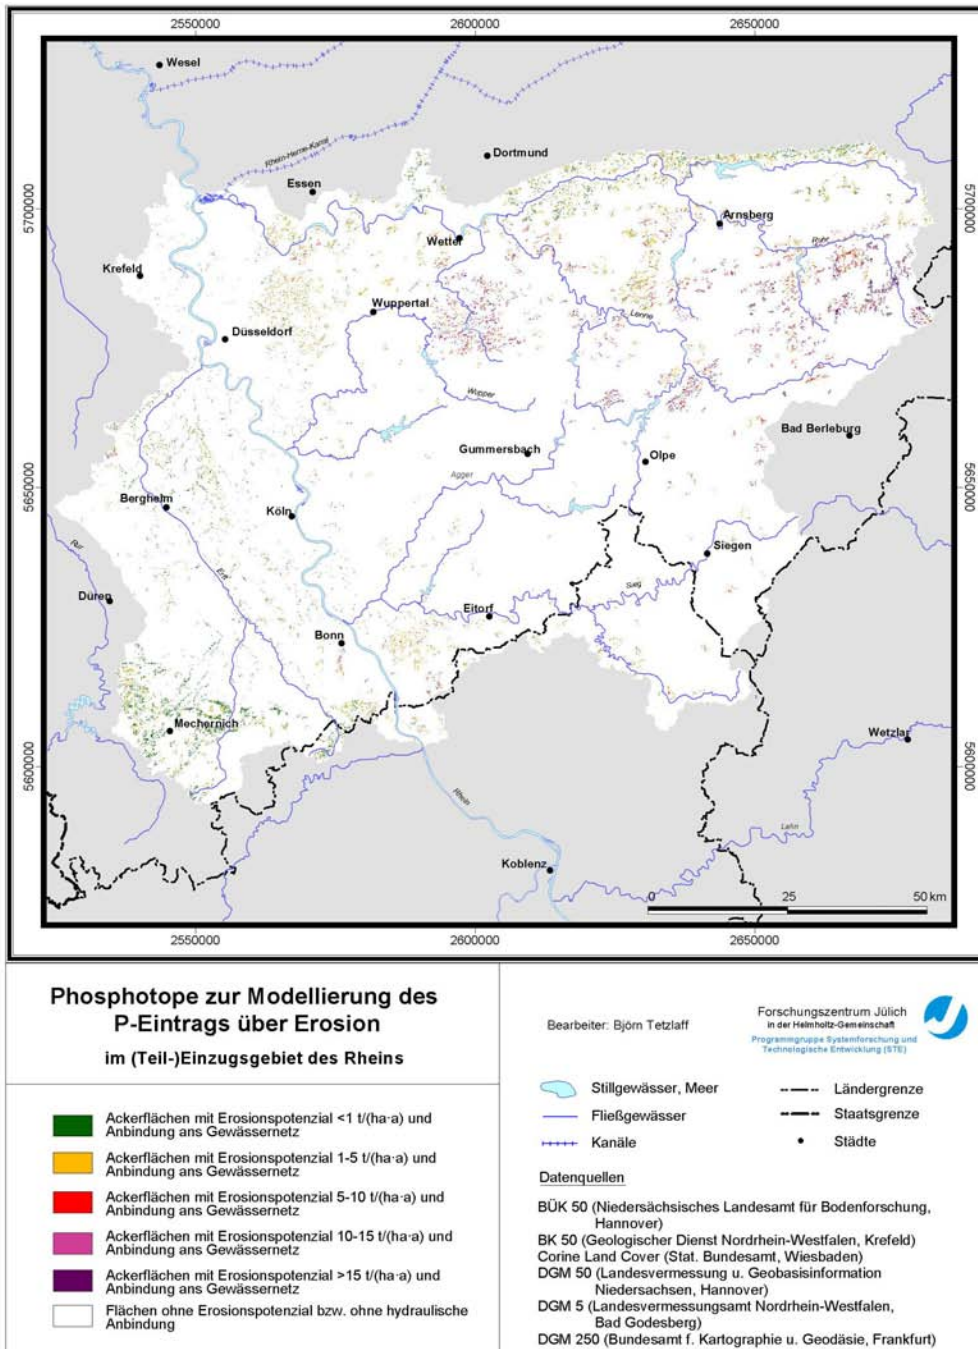 2550000
2600000
2650000
Wesel
Rhein-Herne-Kanal
Dortmund
Essen
5700000
5700000
Arnsberg
Wetter
Ruhr
Krefeld
Wuppertal
Lenne
Düsseldorf
Wupper
Bad Berleburg
Gummersbach
Olpe
Agger
5650000
5650000
Bergheim
Köln
Rur
Erft
Siegen
Düren
Sieg
Eitorf
Bonn
Mechernich
Wetzlar
5600000
5600000
Rhein
Lahn
Koblenz
0 25 50 km
2550000
2600000
2650000
Phosphotope zur Modellierung des
P-Eintrags über Erosion
im (Teil-)Einzugsgebiet des Rheins
Ackerflächen mit Erosionspotenzial <1 t/(ha·a) und
Anbindung ans Gewässernetz
Ackerflächen mit Erosionspotenzial 1-5 t/(ha·a) und
Anbindung ans Gewässernetz
Ackerflächen mit Erosionspotenzial 5-10 t/(ha·a) und
Anbindung ans Gewässernetz
Ackerflächen mit Erosionspotenzial 10-15 t/(ha·a) und
Anbindung ans Gewässernetz
Ackerflächen mit Erosionspotenzial >15 t/(ha·a) und
Anbindung ans Gewässernetz
Flächen ohne Erosionspotenzial bzw. ohne hydraulische
Anbindung
Bearbeiter: Björn Tetzlaff
Forschungszentrum Jülich
in der Helmholtz-Gemeinschaft
Programmgruppe Systemforschung und
Technologische Entwicklung (STE)
Stillgewässer, Meer
Fließgewässer
Kanäle
Ländergrenze
Staatsgrenze
Städte
Datenquellen
BÜK 50 (Niedersächsisches Landesamt für Bodenforschung,
Hannover)
BK 50 (Geologischer Dienst Nordrhein-Westfalen, Krefeld)
Corine Land Cover (Stat. Bundesamt, Wiesbaden)
DGM 50 (Landesvermessung u. Geobasisinformation
Niedersachsen, Hannover)
DGM 5 (Landesvermessungsamt Nordrhein-Westfalen,
Bad Godesberg)
DGM 250 (Bundesamt f. Kartographie u. Geodäsie, Frankfurt)